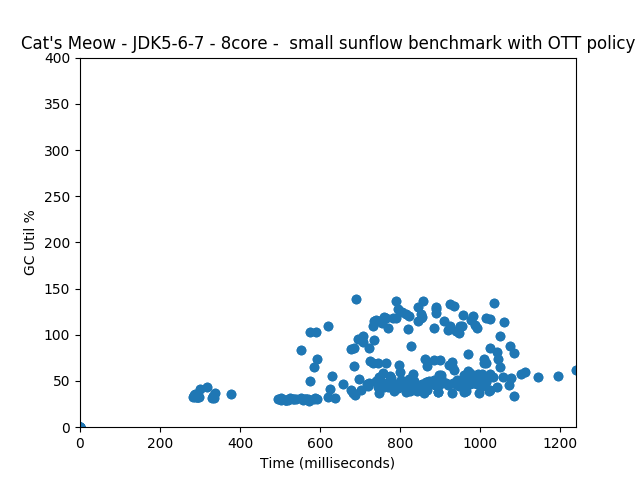 Cat's Meow - JDK5-6-7 - 8core -  small sunflow benchmark with OTT policy
400
350
300
250
200
150
100
50
0
GC Util %
0 200 400 600 800 1000 1200
Time (milliseconds)